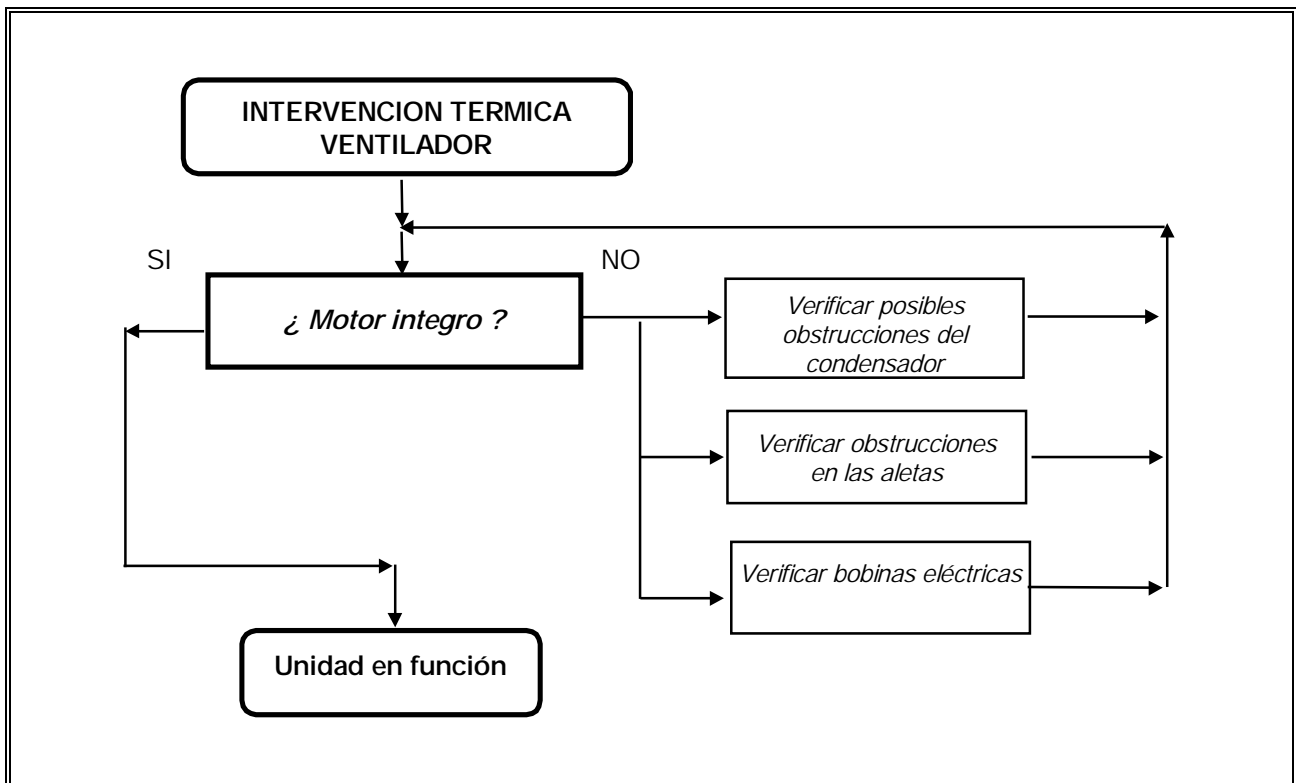 INTERVENCION TERMICA
VENTILADOR
SI
NO
¿ Motor integro ?
Verificar posibles
obstrucciones del
condensador
Verificar obstrucciones
en las aletas
Verificar bobinas eléctricas
Unidad en función